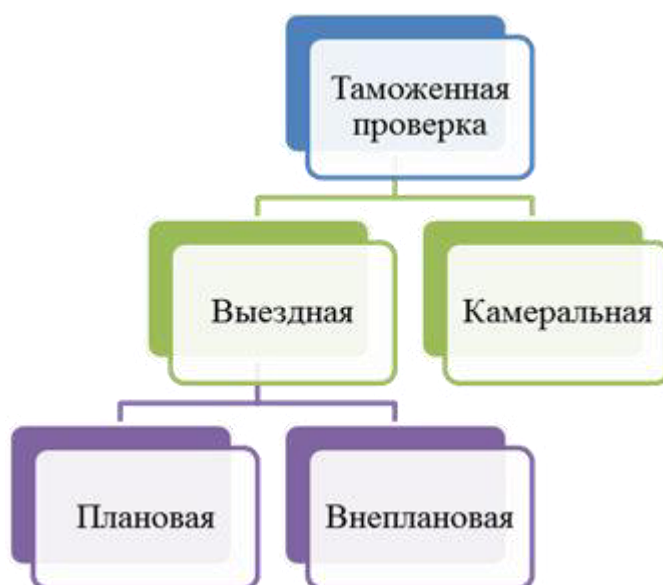 Таможенная
проверка
Выездная
Камеральная
Плановая
Внеплановая